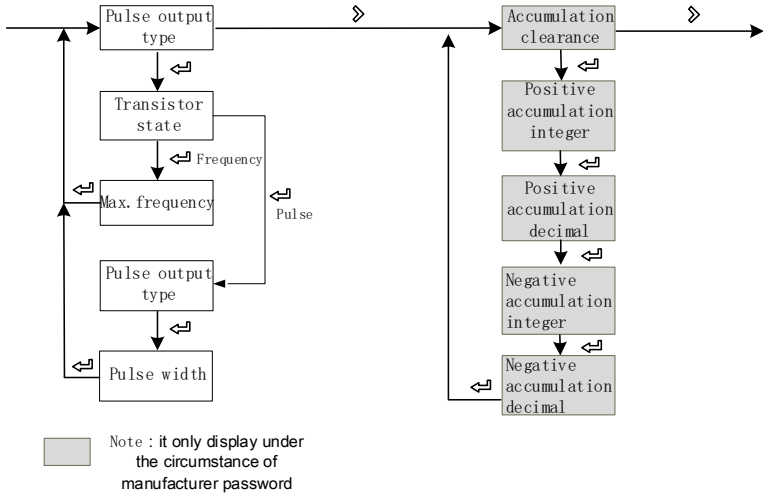 Pulse output
type
Transistor
state
Frequency
Max.frequency
Pulse
Pulse output
type
Pulse width
Accumulation
clearance
Positive
accumulation
integer
Positive
accumulation
decimal
Negative
accumulation
integer
Negative
accumulation
decimal
Note : it only display under
the circumstance of
manufacturer password